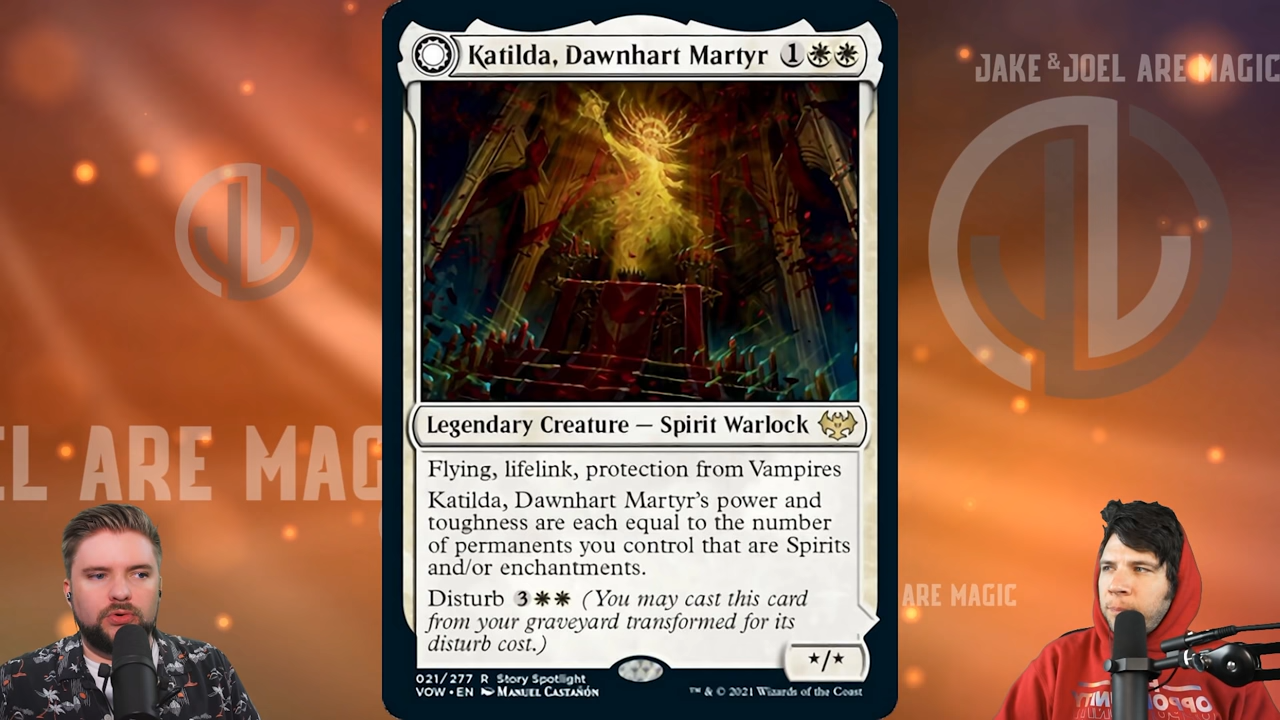 Katilda, Dawnhart Martyr 1
JAKE & JOEL ARE MAGIC
EL ARE MAG
Legendary Creature — Spirit Warlock
Flying, lifelink, protection from Vampires
Katilda, Dawnhart Martyr's power and
toughness are each equal to the number
of permanents you control that are Spirits
and/or enchantments.
Disturb 3 (You may cast this card
from your graveyard transformed for its
disturb cost.)
*/*
ARE MAGIC
021/277 R Story Spotlight
VOW • EN Manuel Castañón
™ & © 2021 Wizards of the Coast